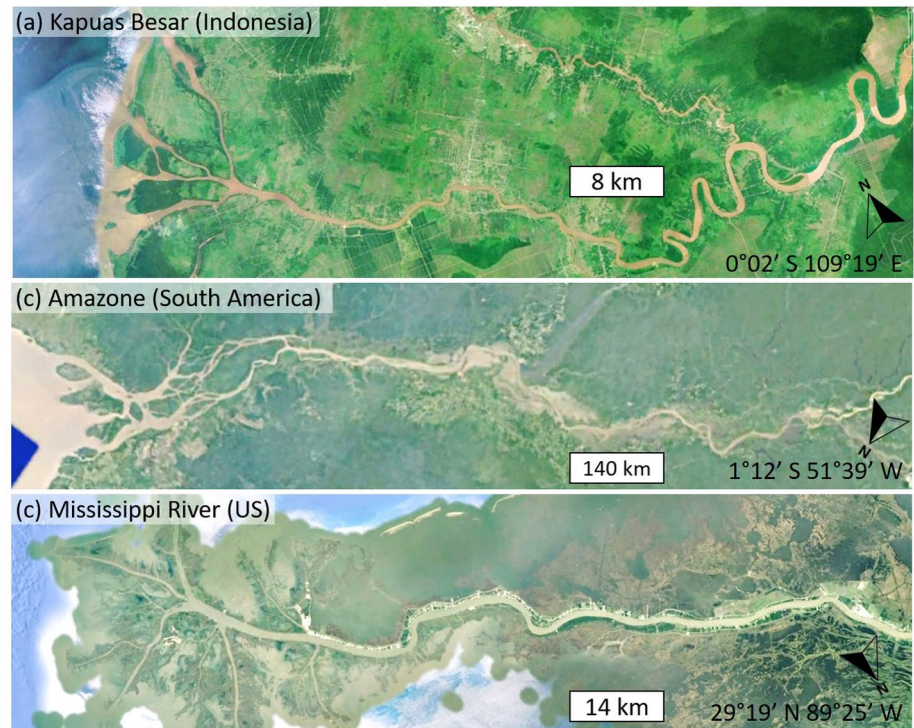 (a) Kapuas Besar (Indonesia)
8 km
N
0°02' S 109°19' E
(c) Amazone (South America)
140 km
N
1°12' S 51°39' W
(c) Mississippi River (US)
N
14 km
29°19' N 89°25' W